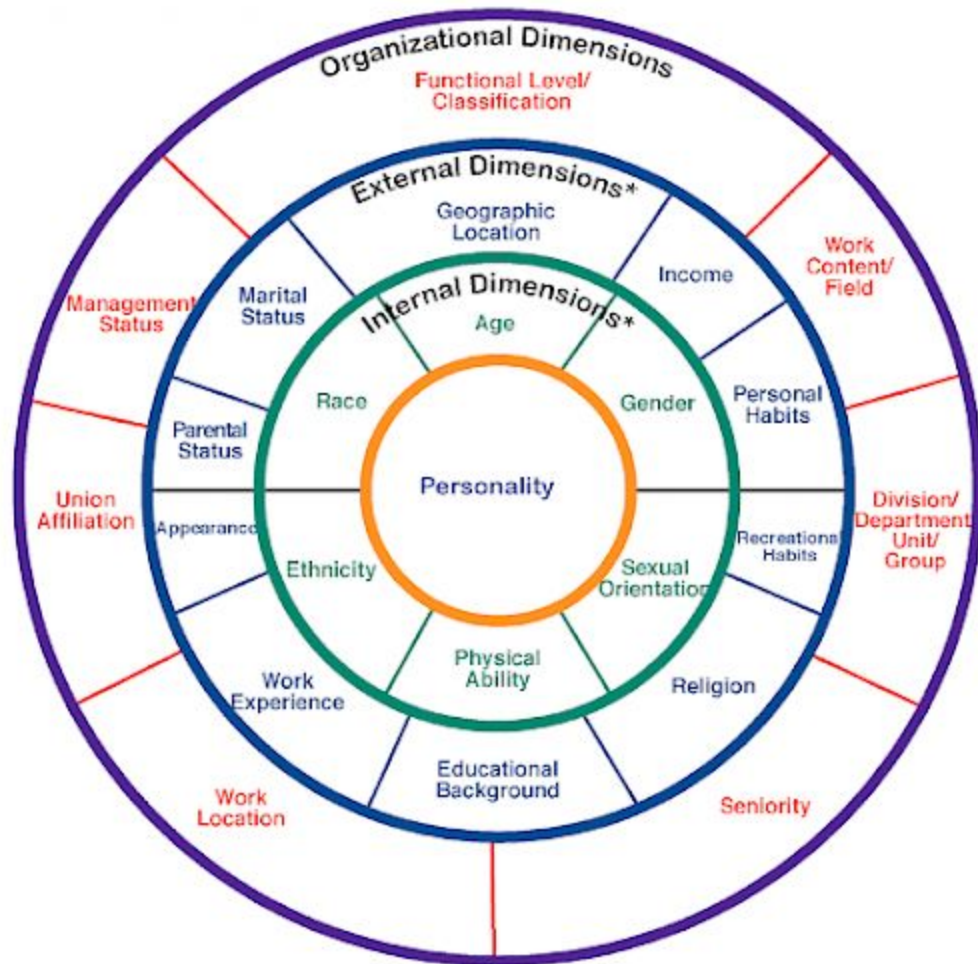 Organizational Dimensions
Functional Level/
Classification
External Dimensions*
Geographic
Location
Income
Work
Content/
Field
Marital
Status
Management
Status
Internal Dimensions*
Age
Race
Gender
Personal
Habits
Parental
Status
Personality
Union
Affiliation
Appearance
Recreational
Habits
Division/
Department
Unit/
Group
Ethnicity
Sexual
Orientation
Physical
Ability
Work
Experience
Religion
Educational
Background
Work
Location
Seniority